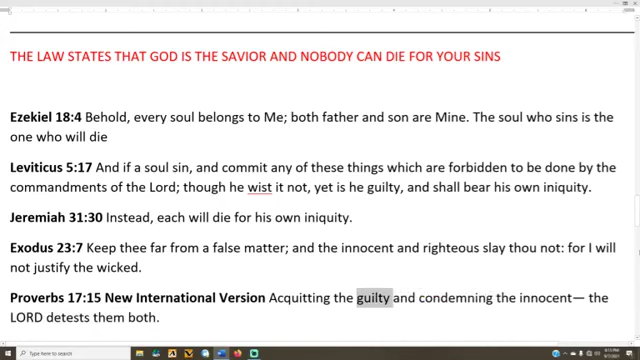 THE LAW STATES THAT GOD IS THE SAVIOR AND NOBODY CAN DIE FOR YOUR SINS
Ezekiel 18:4 Behold, every soul belongs to Me; both father and son are Mine. The soul who sins is the
one who will die
Leviticus 5:17 And if a soul sin, and commit any of these things which are forbidden to be done by the
commandments of the Lord; though he wist it not, yet is he guilty, and shall bear his own iniquity.
Jeremiah 31:30 Instead, each will die for his own iniquity.
Exodus 23:7 Keep thee far from a false matter; and the innocent and righteous slay thou not: for I will
not justify the wicked.
Proverbs 17:15 New International Version Acquitting the guilty and condemning the innocent— the
LORD detests them both.
Type here to search